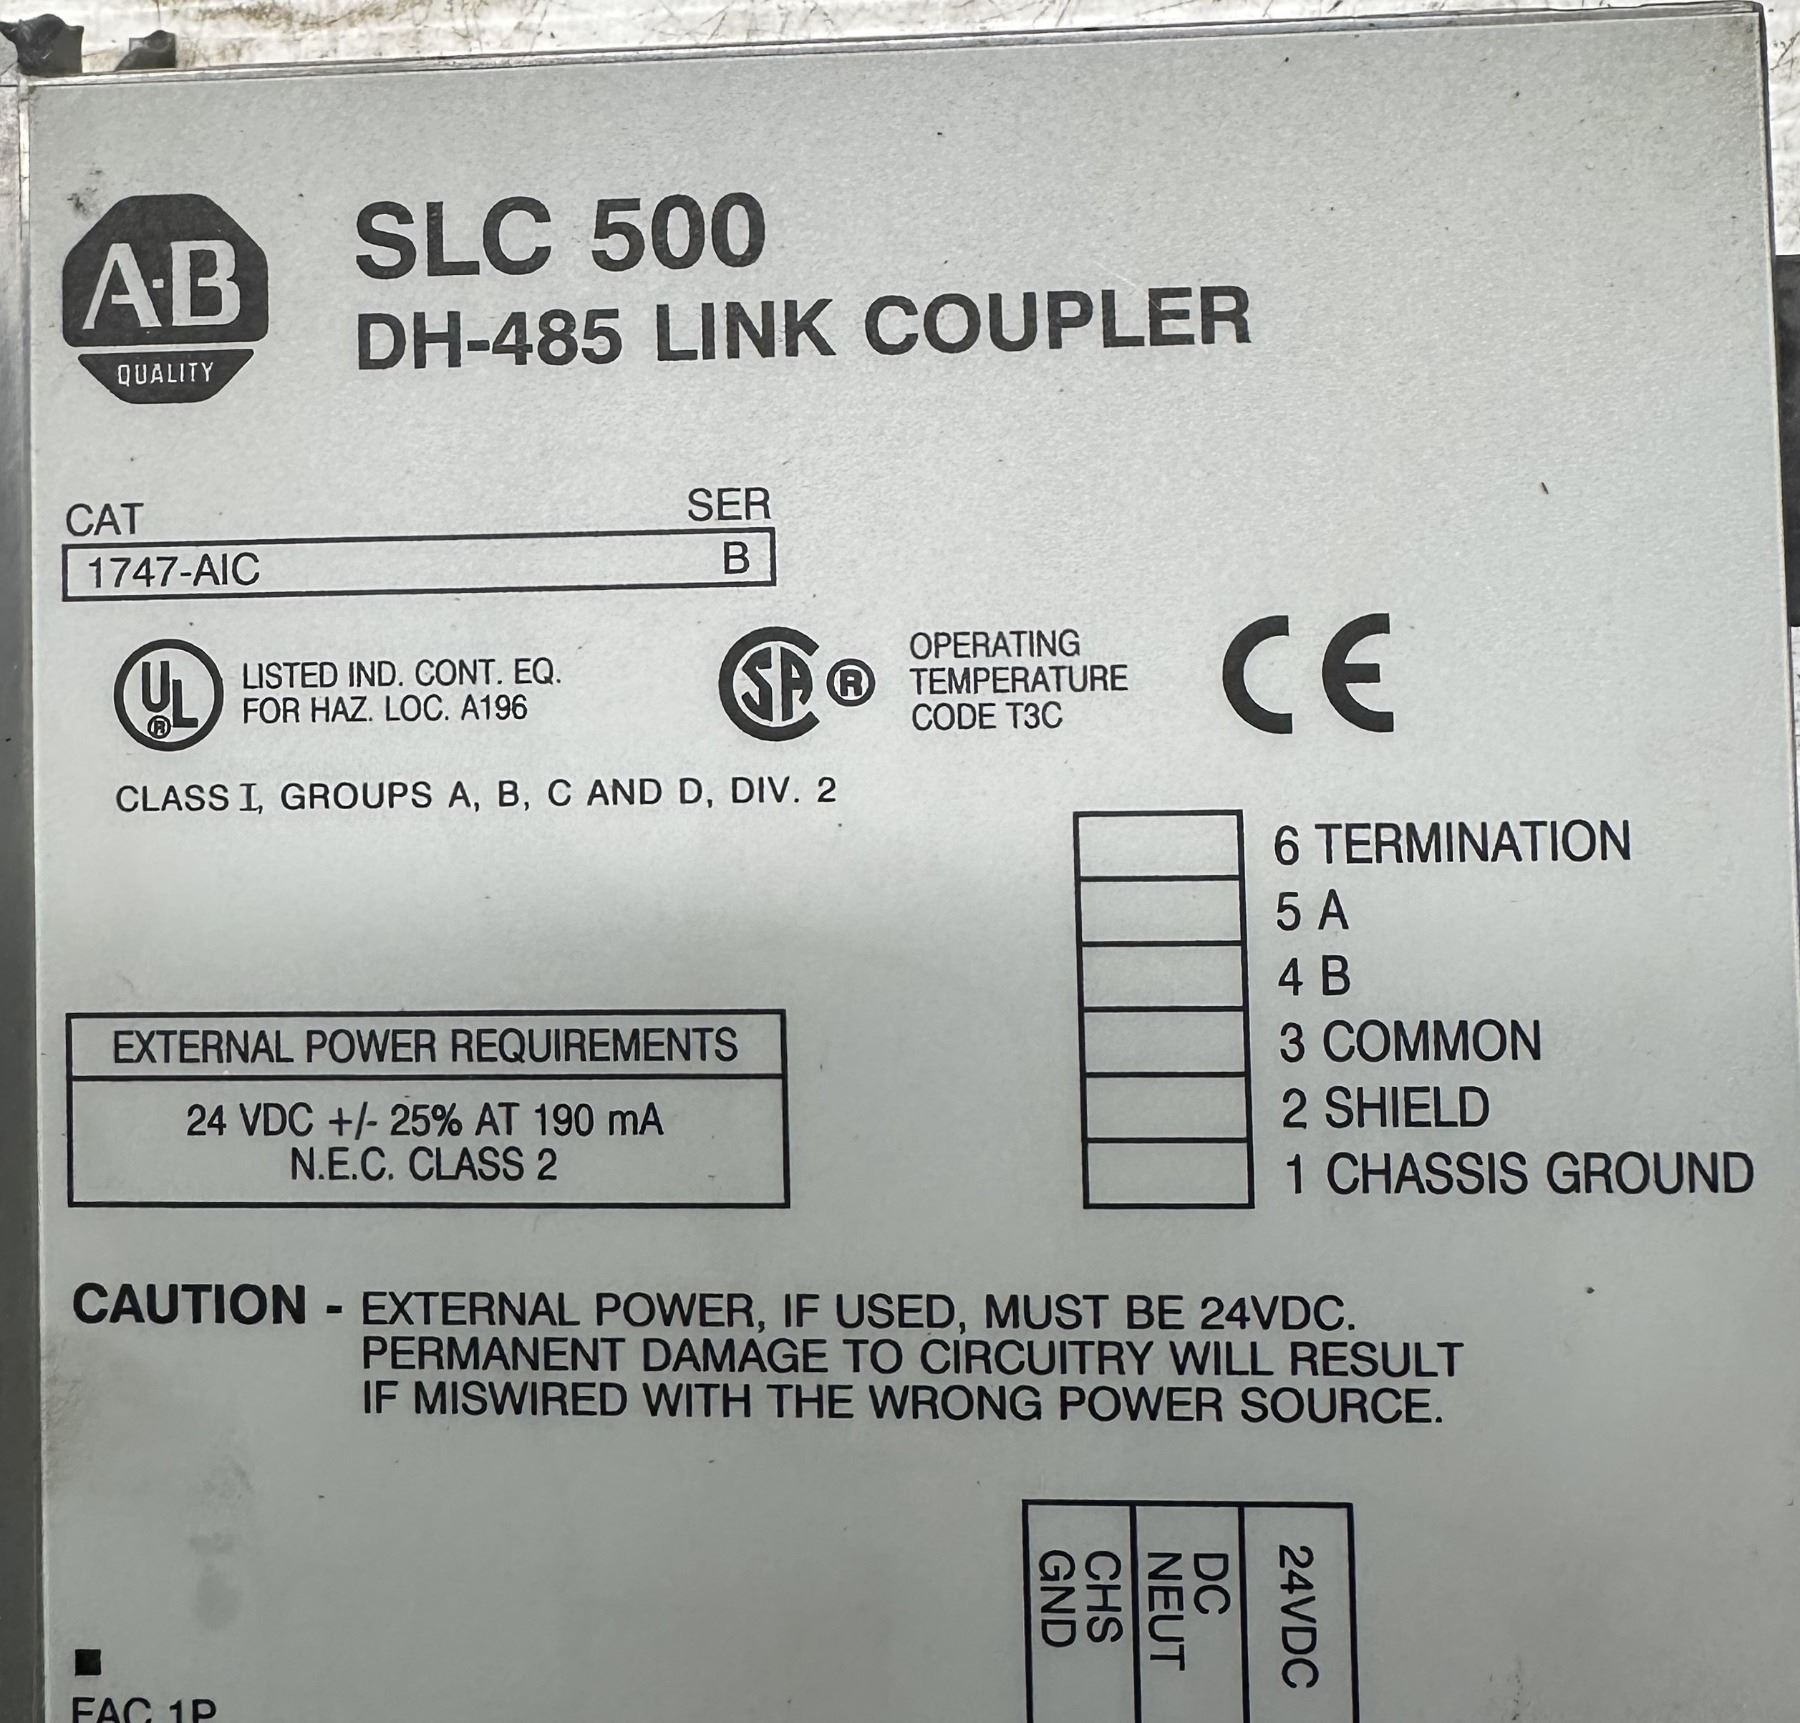 A·B
QUALITY
SLC 500
DH-485 LINK COUPLER
CAT SER
1747-AIC B
UL
®
LISTED IND. CONT. EQ.
FOR HAZ. LOC. A196
SA ®
OPERATING
TEMPERATURE
CODE T3C
CE
CLASS I, GROUPS A, B, C AND D, DIV. 2
6 TERMINATION
5 A
4 B
3 COMMON
2 SHIELD
1 CHASSIS GROUND
EXTERNAL POWER REQUIREMENTS
24 VDC +/- 25% AT 190 mA
N.E.C. CLASS 2
CAUTION - EXTERNAL POWER, IF USED, MUST BE 24VDC.
PERMANENT DAMAGE TO CIRCUITRY WILL RESULT
IF MISWIRED WITH THE WRONG POWER SOURCE.
CHS
GND
DC
NEUT
24VDC
FAC 1P